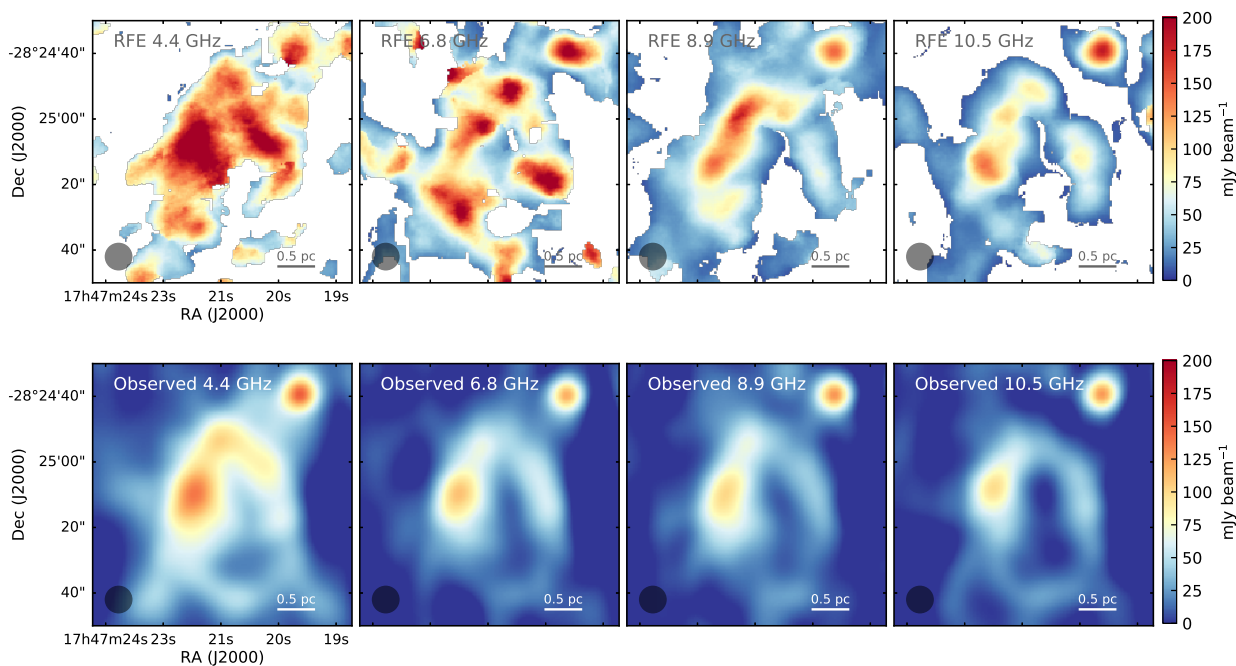 RFE 4.4 GHz
RFE 6.8 GHz
RFE 8.9 GHz
RFE 10.5 GHz
Dec (J2000)
-28°24'40"
25'00"
20"
40"
0.5 pc
0.5 pc
0.5 pc
0.5 pc
17h47m24s 23s 21s 20s 19s
RA (J2000)
200
175
150
125
100
75
50
25
0
mJy beam⁻¹
Observed 4.4 GHz
Observed 6.8 GHz
Observed 8.9 GHz
Observed 10.5 GHz
Dec (J2000)
-28°24'40"
25'00"
20"
40"
0.5 pc
0.5 pc
0.5 pc
0.5 pc
17h47m24s 23s 21s 20s 19s
RA (J2000)
200
175
150
125
100
75
50
25
0
mJy beam⁻¹